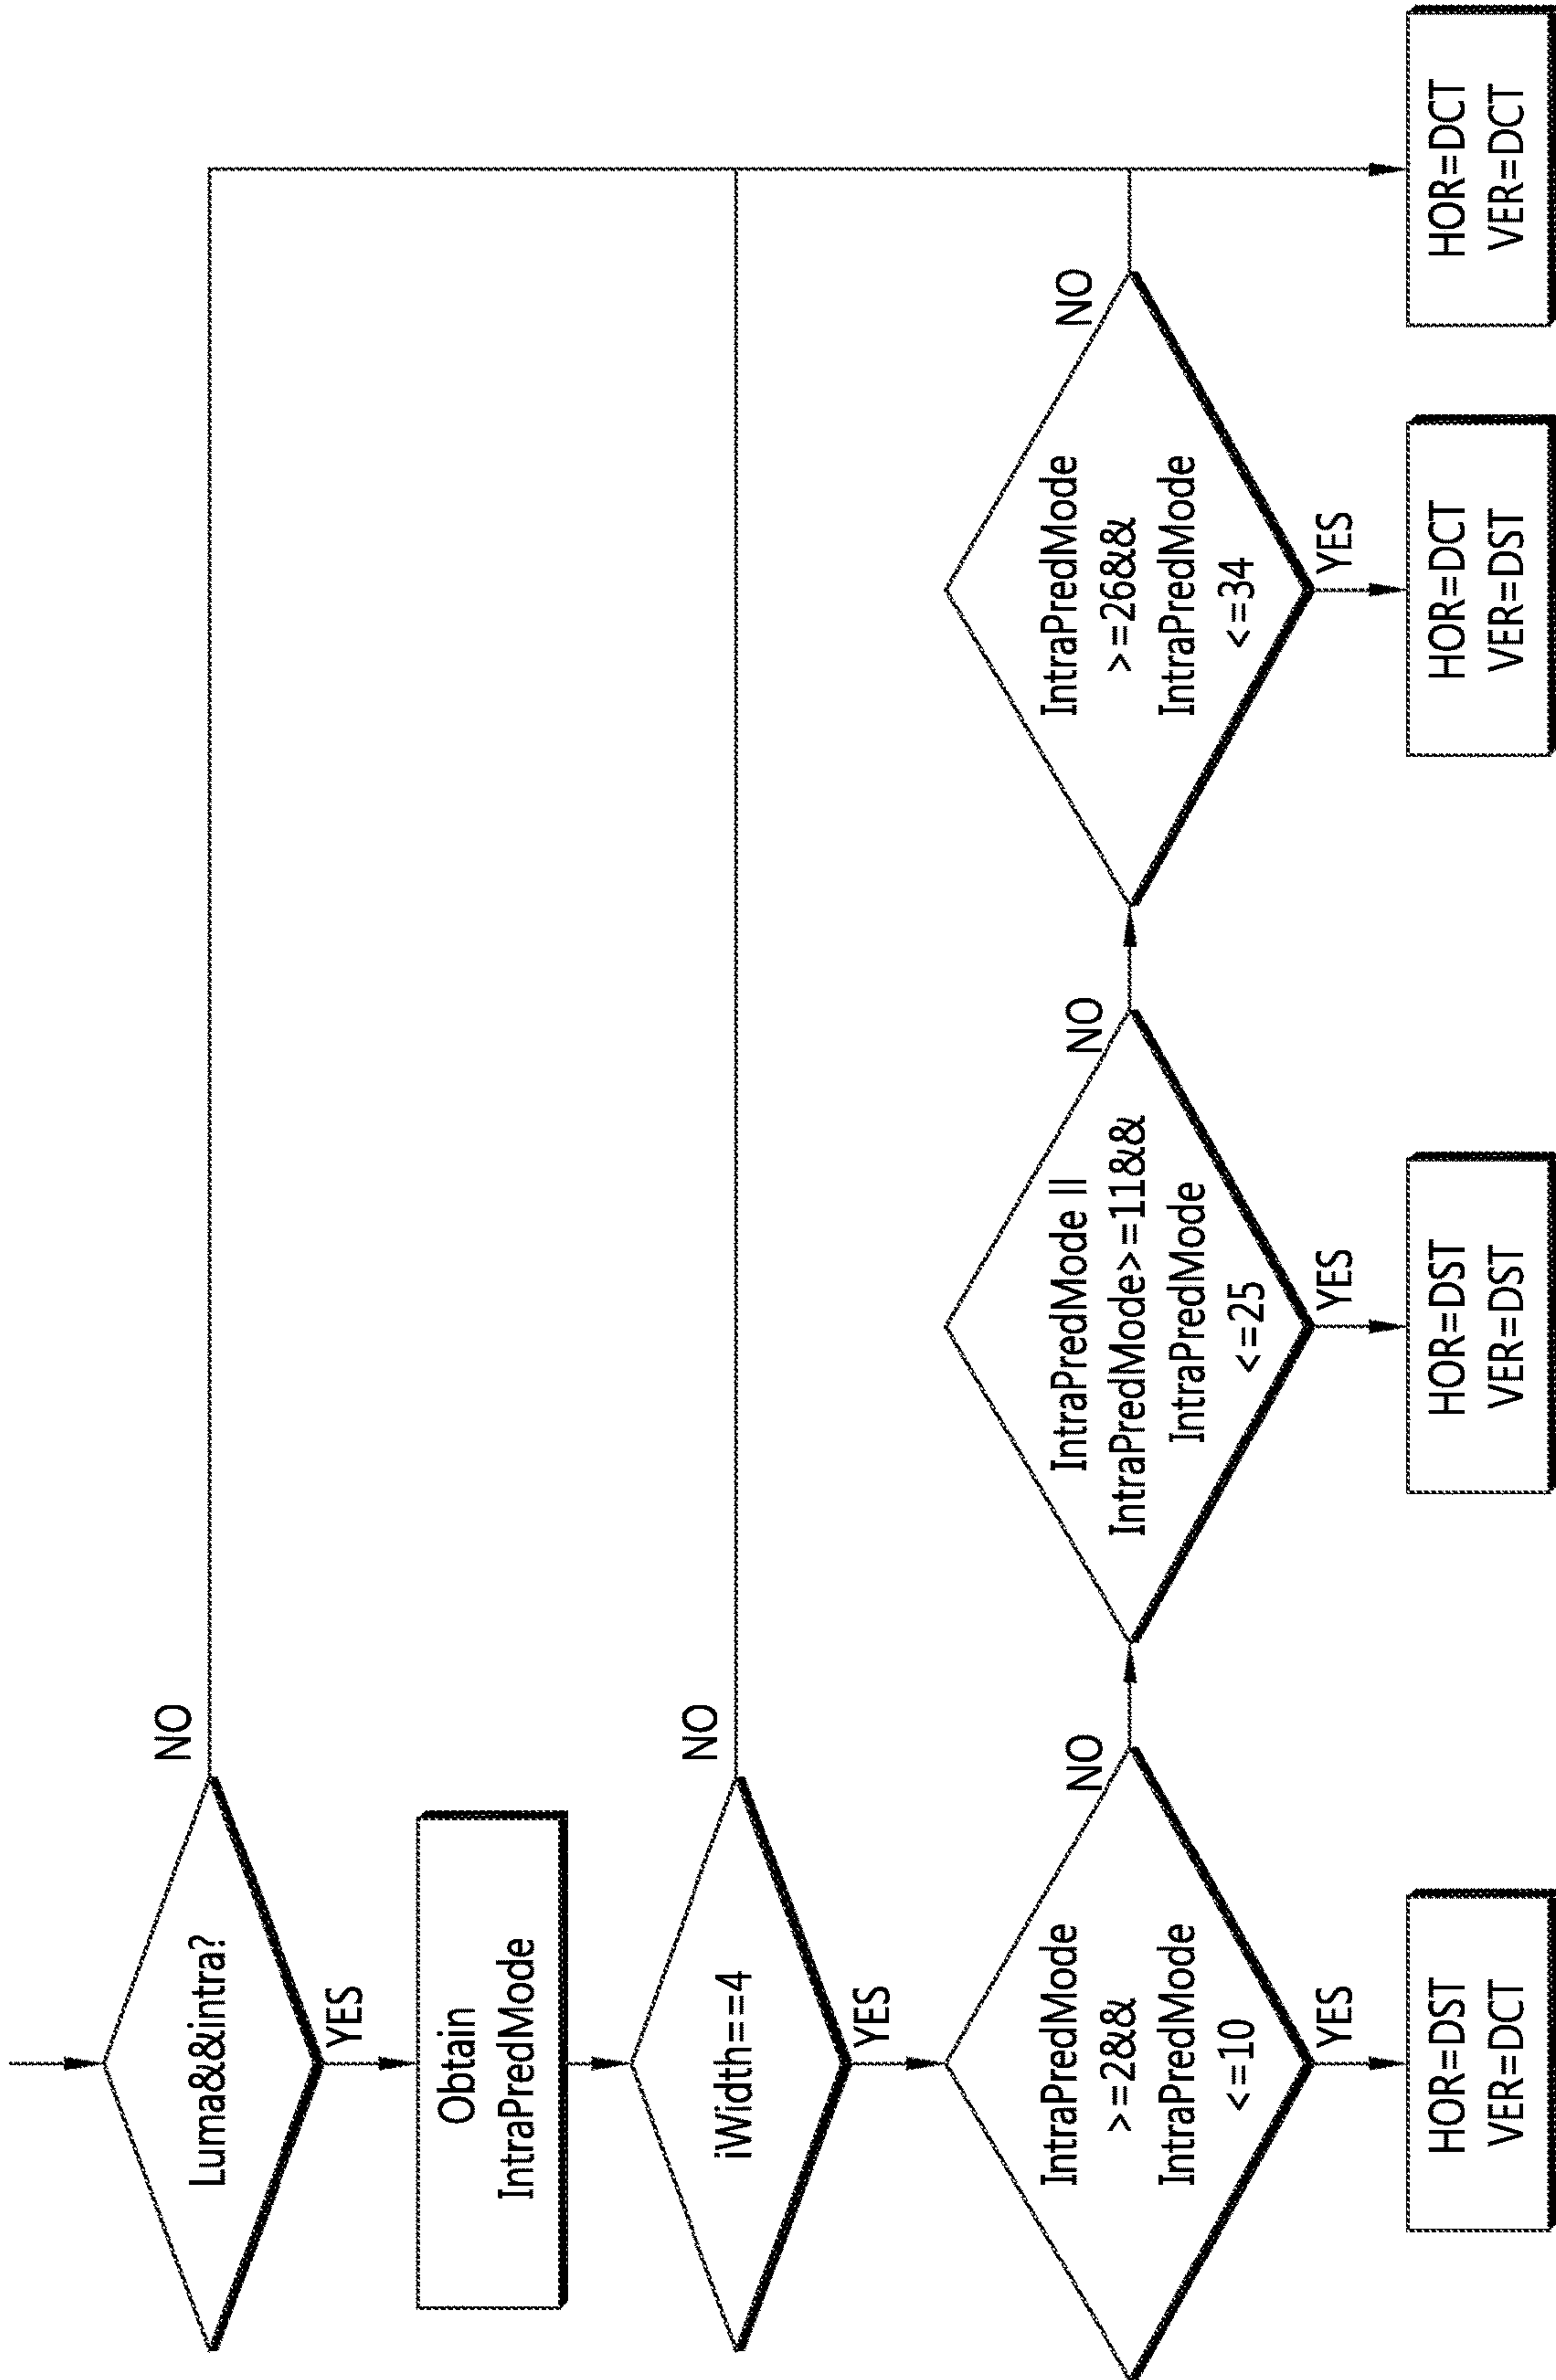 Luma&&intra?
NO
YES
Obtain
IntraPredMode
iWidth==4
NO
YES
IntraPredMode
>=2&&
IntraPredMode
<=10
NO
YES
IntraPredMode ||
IntraPredMode>=11&&
IntraPredMode
<=25
NO
YES
IntraPredMode
>=26&&
IntraPredMode
<=34
NO
YES
HOR=DST
VER=DCT
HOR=DST
VER=DST
HOR=DCT
VER=DST
HOR=DCT
VER=DCT